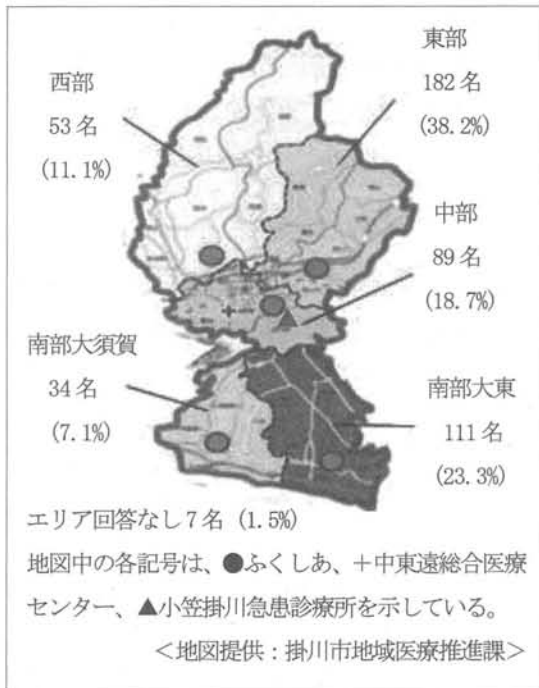 東部
182名
(38.2%)
西部
53名
(11.1%)
中部
89名
(18.7%)
南部大須賀
34名
(7.1%)
南部大東
111名
(23.3%)
エリア回答なし7名 (1.5%)
地図中の各記号は、●ふくしあ、＋中東遠総合医療
センター、▲小笠掛川急患診療所を示している。
＜地図提供：掛川市地域医療推進課＞